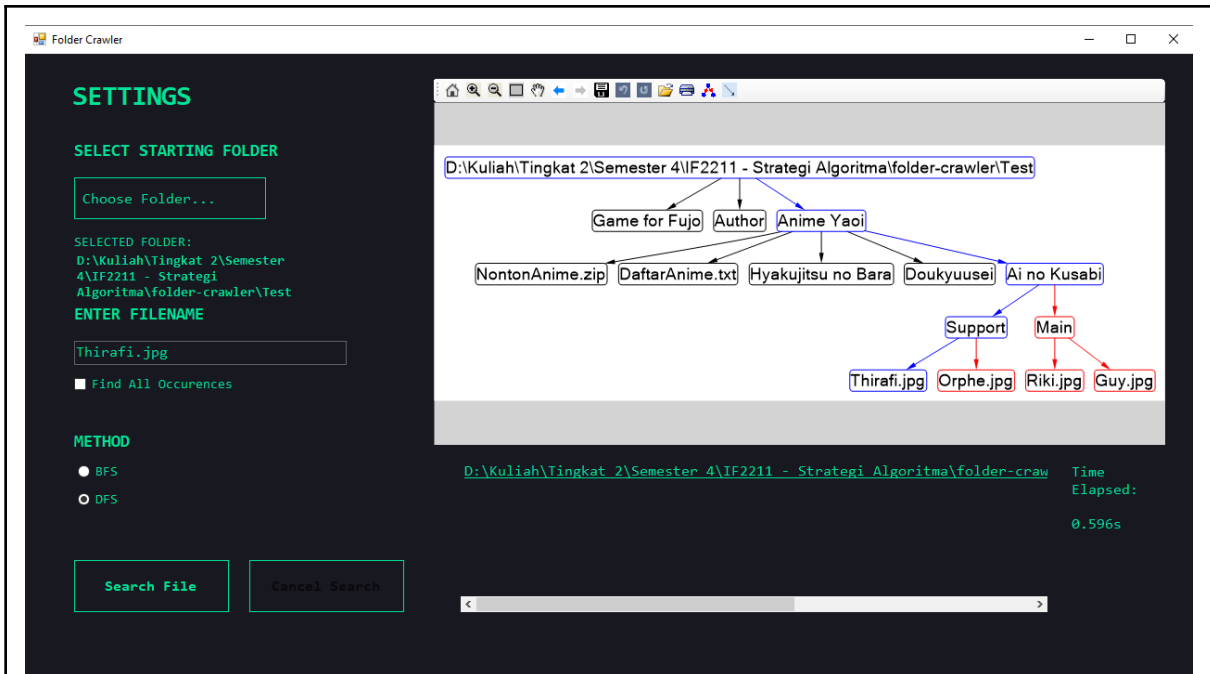 Folder Crawler
SETTINGS
SELECT STARTING FOLDER
Choose Folder...
SELECTED FOLDER:
D:\Kuliah\Tingkat 2\Semester
4\IF2211 - Strategi
Algoritma\folder-crawler\Test
ENTER FILENAME
Thirafi.jpg
Find All Occurences
METHOD
BFS
DFS
Search File
Cancel Search
D:\Kuliah\Tingkat 2\Semester 4\IF2211 - Strategi Algoritma\folder-crawler\Test
Game for Fujo Author Anime Yaoi
NontonAnime.zip DaftarAnime.txt Hyakujitsu no Bara Doukyuusei Ai no Kusabi
Support Main
Thirafi.jpg Orphe.jpg Riki.jpg Guy.jpg
D:\Kuliah\Tingkat 2\Semester 4\IF2211 - Strategi Algoritma\folder-craw
Time
Elapsed:
0.596s